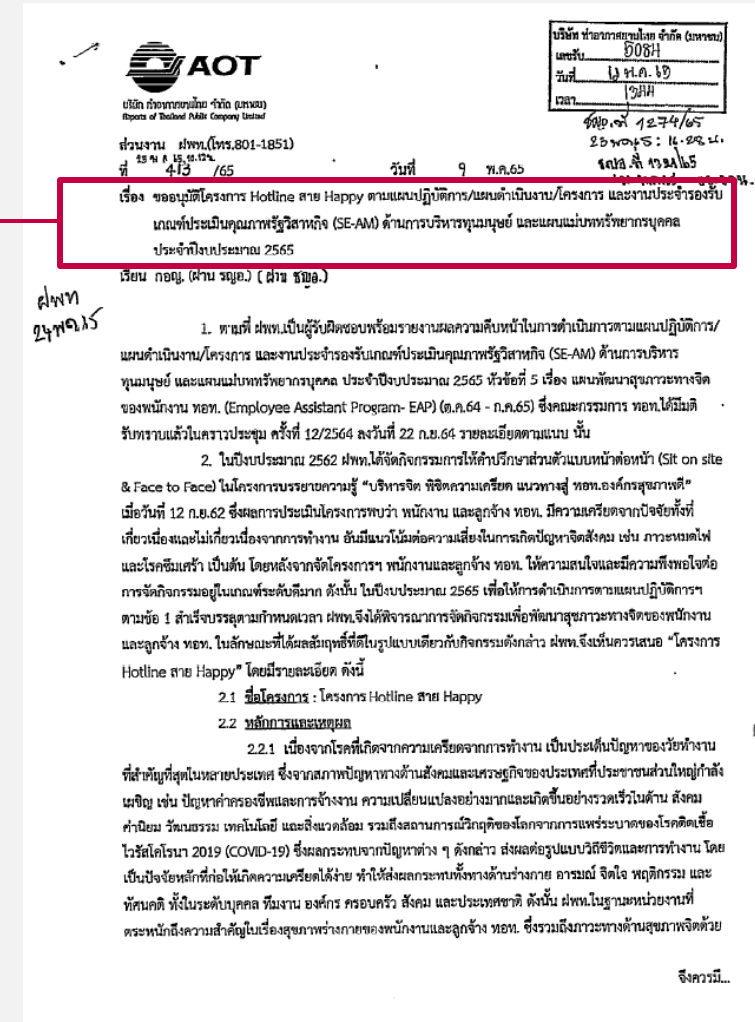 AOT
บริษัท ท่าอากาศยานไทย จำกัด (มหาชน)
Airports of Thailand Public Company Limited
บริษัท ท่าอากาศยานไทย จำกัด (มหาชน)
เลขรับ
วันที่
เวลา
1274/65
ส่วนงาน ฝพท.(โทร.801-1851)
ที่ 413 /65 วันที่ 9 พ.ค.65
เรื่อง ขออนุมัติโครงการ Hotline สาย Happy ตามแผนปฏิบัติการ/แผนดำเนินงาน/โครงการ และงานประจำรองรับ
เกณฑ์ประเมินคุณภาพรัฐวิสาหกิจ (SE-AM) ด้านการบริหารทุนมนุษย์ และแผนแม่บททรัพยากรบุคคล
ประจำปีงบประมาณ 2565
เรียน กอญ. (ผ่าน รญอ.)
ฝพท
1. ตามที่ ฝพท.เป็นผู้รับผิดชอบพร้อมรายงานผลความคืบหน้าในการดำเนินการตามแผนปฏิบัติการ/
แผนดำเนินงาน/โครงการ และงานประจำรองรับเกณฑ์ประเมินคุณภาพรัฐวิสาหกิจ (SE-AM) ด้านการบริหาร
ทุนมนุษย์ และแผนแม่บททรัพยากรบุคคล ประจำปีงบประมาณ 2565 หัวข้อที่ 5 เรื่อง แผนพัฒนาสุขภาวะทางจิต
ของพนักงาน ทอท. (Employee Assistant Program- EAP) (ต.ค.64 - ก.ค.65) ซึ่งคณะกรรมการ ทอท.ได้มีมติ
รับทราบแล้วในคราวประชุม ครั้งที่ 12/2564 ลงวันที่ 22 ก.ย.64 รายละเอียดตามแนบ นั้น
2. ในปีงบประมาณ 2562 ฝพท.ได้จัดกิจกรรมการให้คำปรึกษาส่วนตัวแบบหน้าต่อหน้า (Sit on site
& Face to Face) ในโครงการบรรยายความรู้ “บริหารจิต พิชิตความเครียด แนวทางสู่ ทอท.องค์กรสุขภาพดี”
เมื่อวันที่ 12 ก.ย.62 ซึ่งผลการประเมินโครงการพบว่า พนักงาน และลูกจ้าง ทอท. มีความเครียดจากปัจจัยทั้งที่
เกี่ยวเนื่องและไม่เกี่ยวเนื่องจากการทำงาน อันมีแนวโน้มต่อความเสี่ยงในการเกิดปัญหาจิตสังคม เช่น ภาวะหมดไฟ
และโรคซึมเศร้า เป็นต้น โดยหลังจากจัดโครงการฯ พนักงานและลูกจ้าง ทอท. ให้ความสนใจและมีความพึงพอใจต่อ
การจัดกิจกรรมอยู่ในเกณฑ์ระดับดีมาก ดังนั้น ในปีงบประมาณ 2565 เพื่อให้การดำเนินการตามแผนปฏิบัติการฯ
ตามข้อ 1 สำเร็จบรรลุตามกำหนดเวลา ฝพท.จึงได้พิจารณาการจัดกิจกรรมเพื่อพัฒนาสุขภาวะทางจิตของพนักงาน
และลูกจ้าง ทอท. ในลักษณะที่ได้ผลสัมฤทธิ์ที่ดีในรูปแบบเดียวกับกิจกรรมดังกล่าว ฝพท.จึงเห็นควรเสนอ “โครงการ
Hotline สาย Happy” โดยมีรายละเอียด ดังนี้
2.1 ชื่อโครงการ : โครงการ Hotline สาย Happy
2.2 หลักการและเหตุผล
2.2.1 เนื่องจากโรคที่เกิดจากความเครียดจากการทำงาน เป็นประเด็นปัญหาของวัยทำงาน
ที่สำคัญที่สุดในหลายประเทศ ซึ่งจากสภาพปัญหาทางด้านสังคมและเศรษฐกิจของประเทศที่ประชาชนส่วนใหญ่กำลัง
เผชิญ เช่น ปัญหาค่าครองชีพและการจ้างงาน ความเปลี่ยนแปลงอย่างมากและเกิดขึ้นอย่างรวดเร็วในด้าน สังคม
ค่านิยม วัฒนธรรม เทคโนโลยี และสิ่งแวดล้อม รวมถึงสถานการณ์วิกฤติของโลกจากการแพร่ระบาดของโรคติดเชื้อ
ไวรัสโคโรนา 2019 (COVID-19) ซึ่งผลกระทบจากปัญหาต่าง ๆ ดังกล่าว ส่งผลต่อรูปแบบวิถีชีวิตและการทำงาน โดย
เป็นปัจจัยหลักที่ก่อให้เกิดความเครียดได้ง่าย ทำให้ส่งผลกระทบทั้งทางด้านร่างกาย อารมณ์ จิตใจ พฤติกรรม และ
ทัศนคติ ทั้งในระดับบุคคล ทีมงาน องค์กร ครอบครัว สังคม และประเทศชาติ ดังนั้น ฝพท.ในฐานะหน่วยงานที่
ตระหนักถึงความสำคัญในเรื่องสุขภาพร่างกายของพนักงานและลูกจ้าง ทอท. ซึ่งรวมถึงภาวะทางด้านสุขภาพจิตด้วย
จึงควรมี...